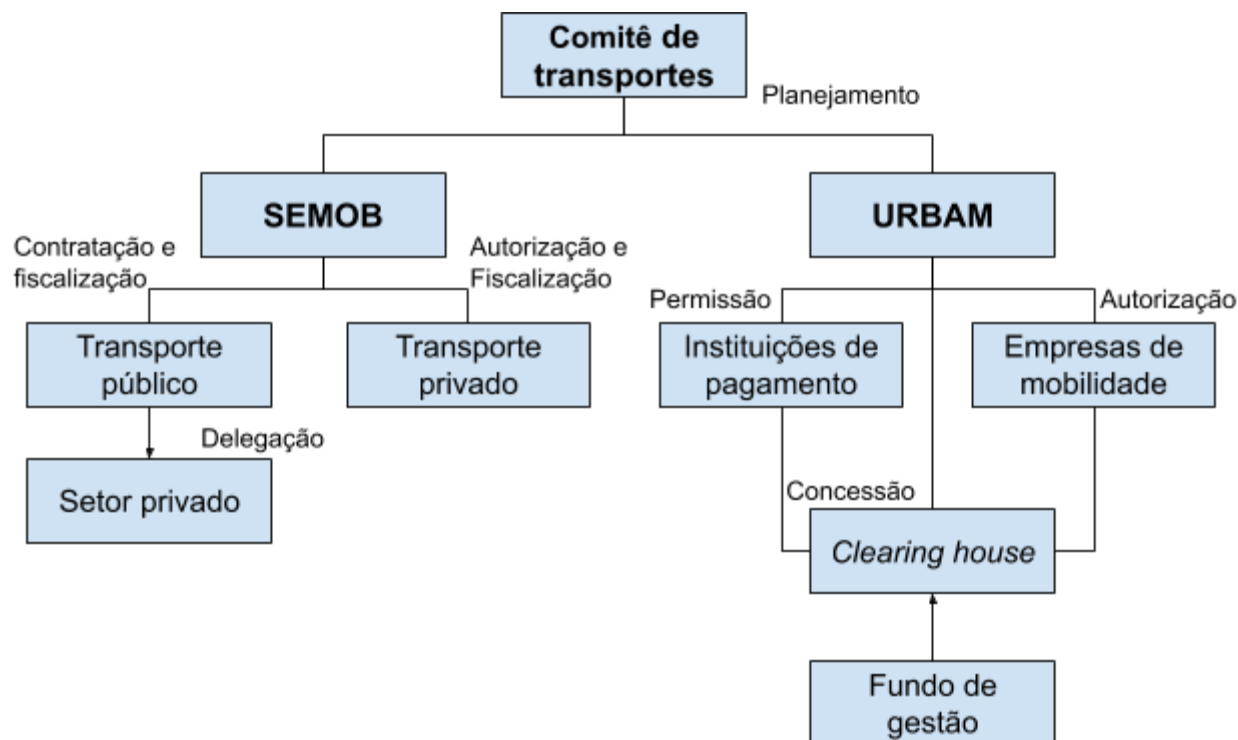 Comitê de
transportes
Planejamento
SEMOB
URBAM
Contratação e
fiscalização
Autorização e
Fiscalização
Permissão
Autorização
Transporte
público
Transporte
privado
Instituições de
pagamento
Empresas de
mobilidade
Delegação
Setor privado
Concessão
Clearing house
Fundo de
gestão